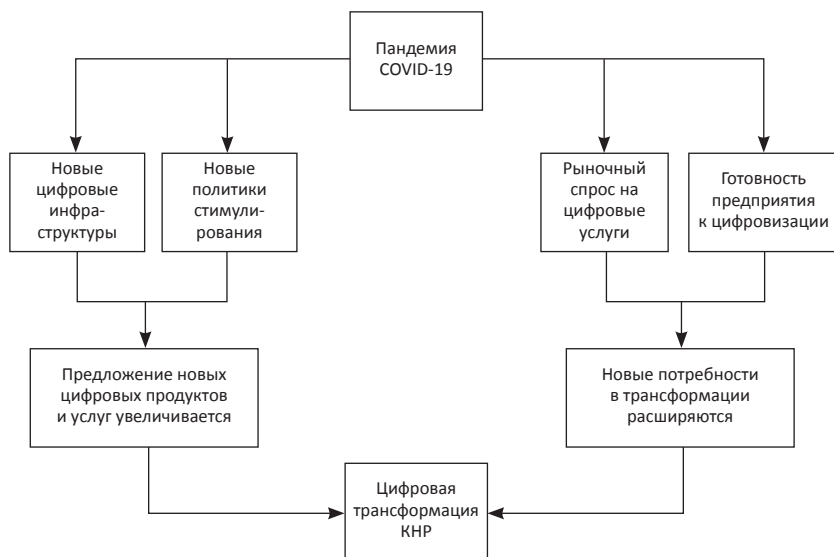 Пандемия
COVID-19
Новые
цифровые
инфра-
структуры
Новые
политики
стимули-
рования
Рыночный
спрос на
цифровые
услуги
Готовность
предприятия
к цифровизации
Предложение новых
цифровых продуктов
и услуг увеличивается
Новые потребности
в трансформации
расширяются
Цифровая
трансформация
КНР